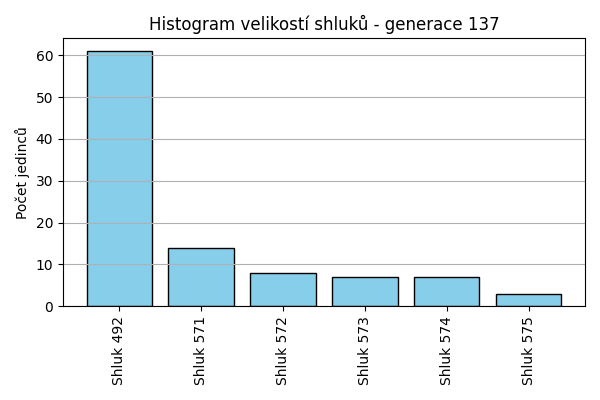 Histogram velikostí shluků - generace 137
Počet jedinců
60
50
40
30
20
10
0
Shluk 492
Shluk 571
Shluk 572
Shluk 573
Shluk 574
Shluk 575